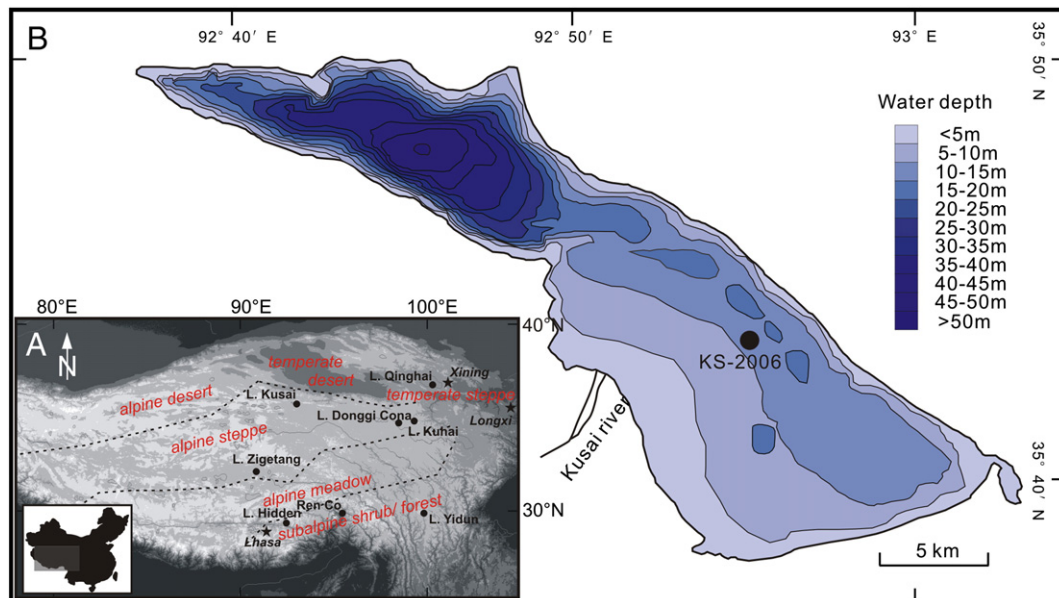 B
92° 40′ E
92° 50′ E
93° E
35° 50′ N
Water depth
<5m
5-10m
10-15m
15-20m
20-25m
25-30m
30-35m
35-40m
40-45m
45-50m
>50m
KS-2006
Kusai river
35° 40′ N
5 km
80°E
90°E
100°E
40°N
30°N
A
N
temperate
desert
L. Qinghai
Xining
temperate steppe
alpine desert
L. Kusai
L. Donggi Cona
L. Kuhai
Longxi
alpine steppe
L. Zigetang
alpine meadow
Ren Co
L. Hidden
subalpine shrub/ forest
L. Yidun
Lhasa